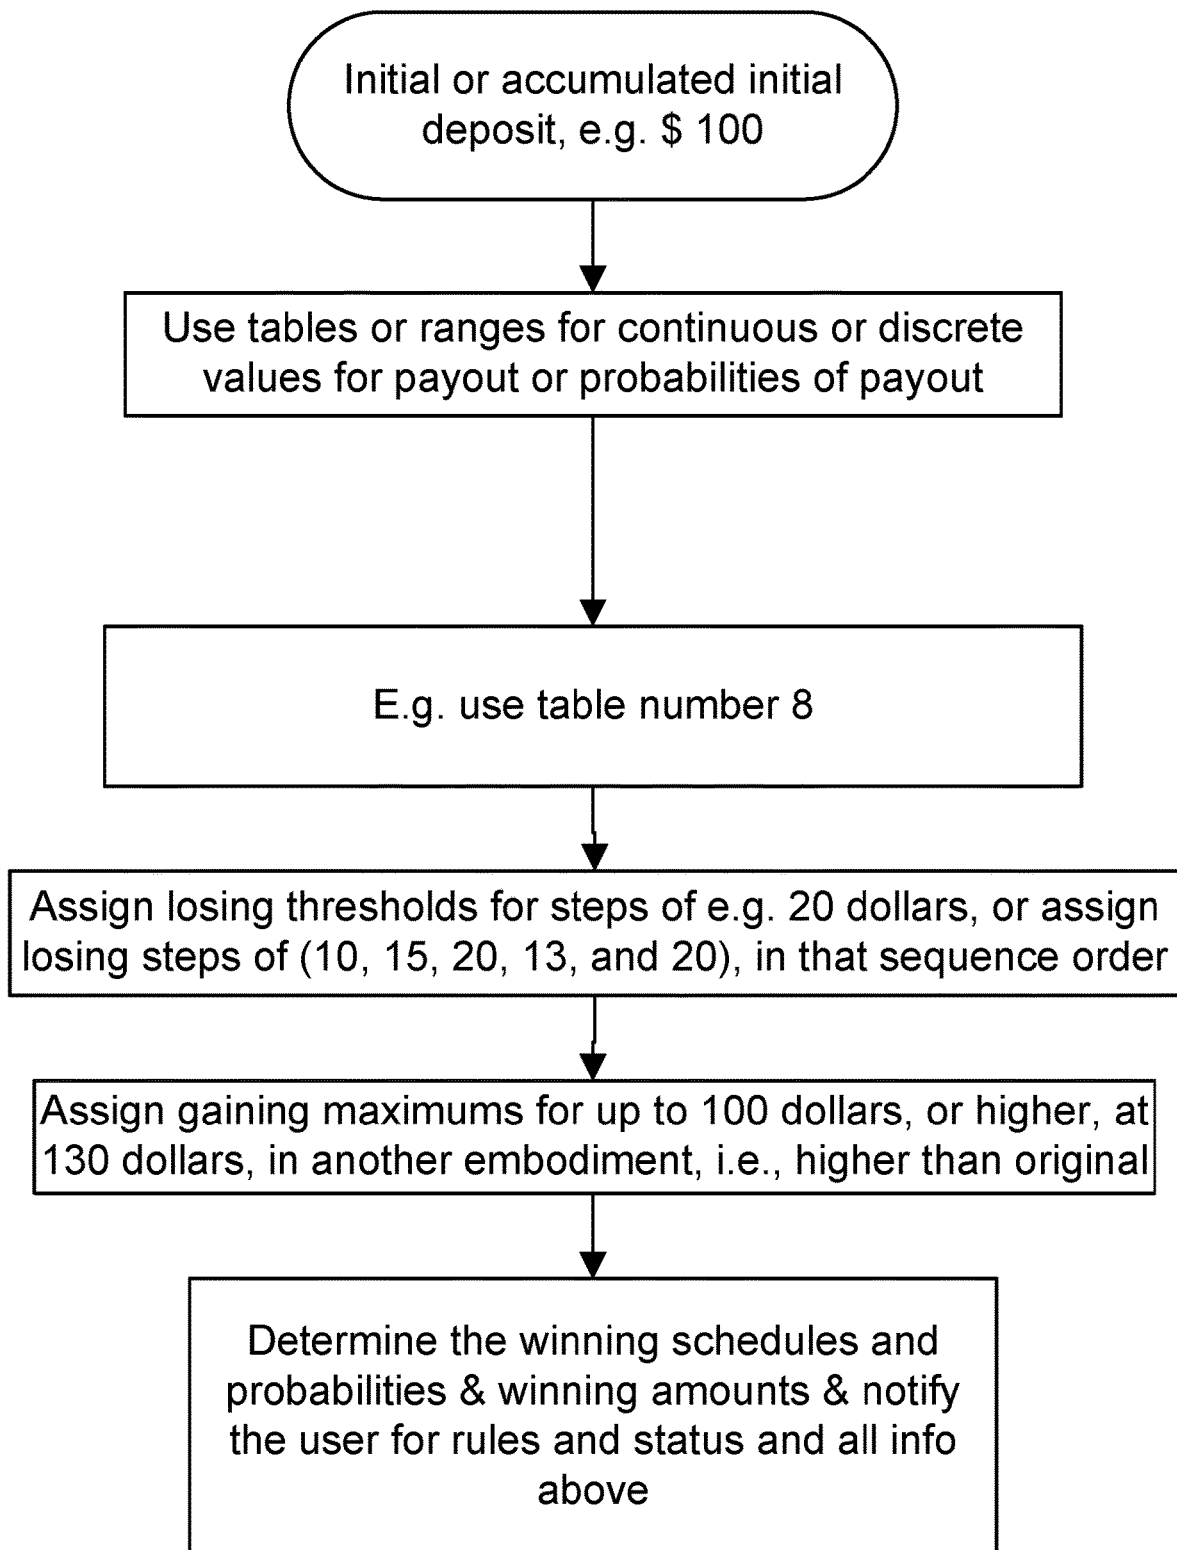 Initial or accumulated initial
deposit, e.g. $ 100
Use tables or ranges for continuous or discrete
values for payout or probabilities of payout
E.g. use table number 8
Assign losing thresholds for steps of e.g. 20 dollars, or assign
losing steps of (10, 15, 20, 13, and 20), in that sequence order
Assign gaining maximums for up to 100 dollars, or higher, at
130 dollars, in another embodiment, i.e., higher than original
Determine the winning schedules and
probabilities & winning amounts & notify
the user for rules and status and all info
above